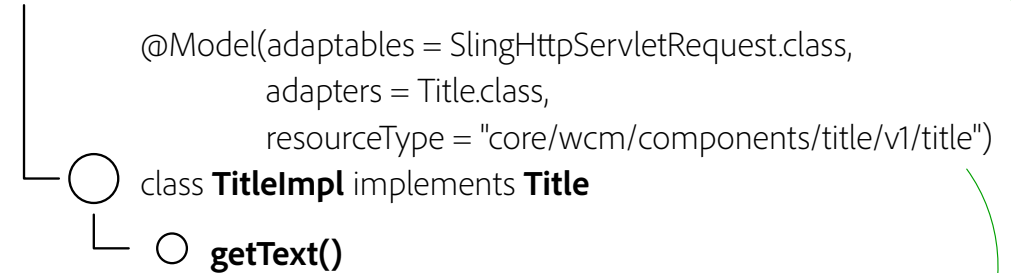 @Model(adaptables = SlingHttpServletRequest.class,
adapters = Title.class,
resourceType = "core/wcm/components/title/v1/title")
class TitleImpl implements Title
getText()